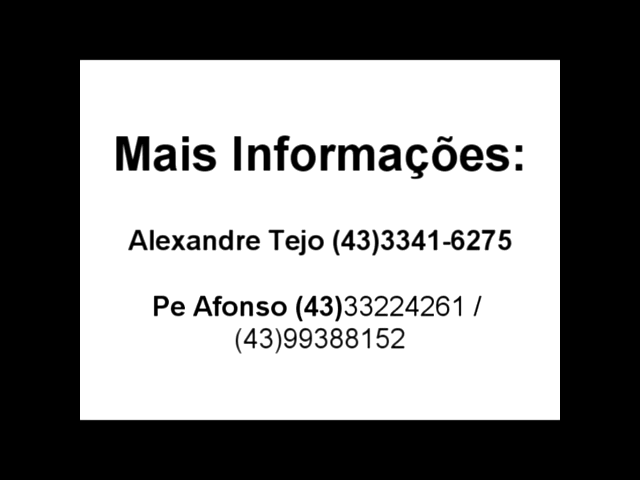 Mais Informações:
Alexandre Tejo (43)3341-6275
Pe Afonso (43)33224261 /
(43)99388152